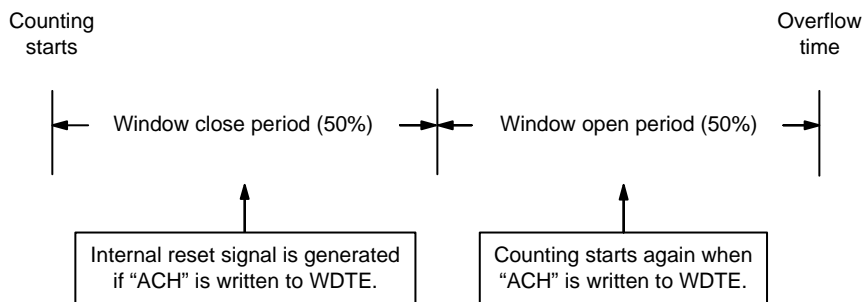 Counting
starts
Overflow
time
Window close period (50%)
Window open period (50%)
Internal reset signal is generated
if “ACH” is written to WDTE.
Counting starts again when
“ACH” is written to WDTE.